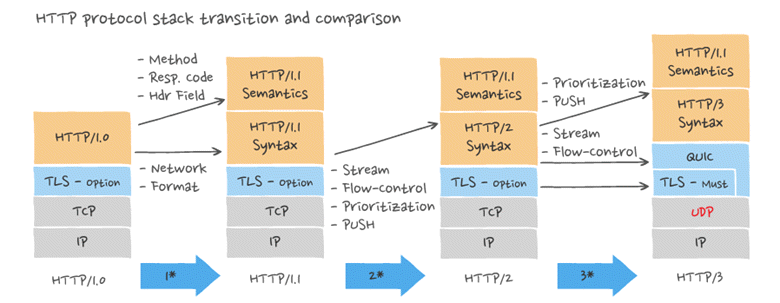 HTTP protocol stack transition and comparison
HTTP/1.0
TLS - Option
TCP
IP
HTTP/1.0
- Method
- Resp. code
- Hdr Field
- Network
- Format
1*
HTTP/1.1
Semantics
HTTP/1.1
Syntax
TLS - Option
TCP
IP
HTTP/1.1
- Stream
- Flow-control
- Prioritization
- PUSH
2*
HTTP/1.1
Semantics
HTTP/2
Syntax
TLS - Option
TCP
IP
HTTP/2
- Prioritization
- PUSH
- Stream
- Flow-control
3*
HTTP/1.1
Semantics
HTTP/3
Syntax
QUIC
TLS - Must
UDP
IP
HTTP/3